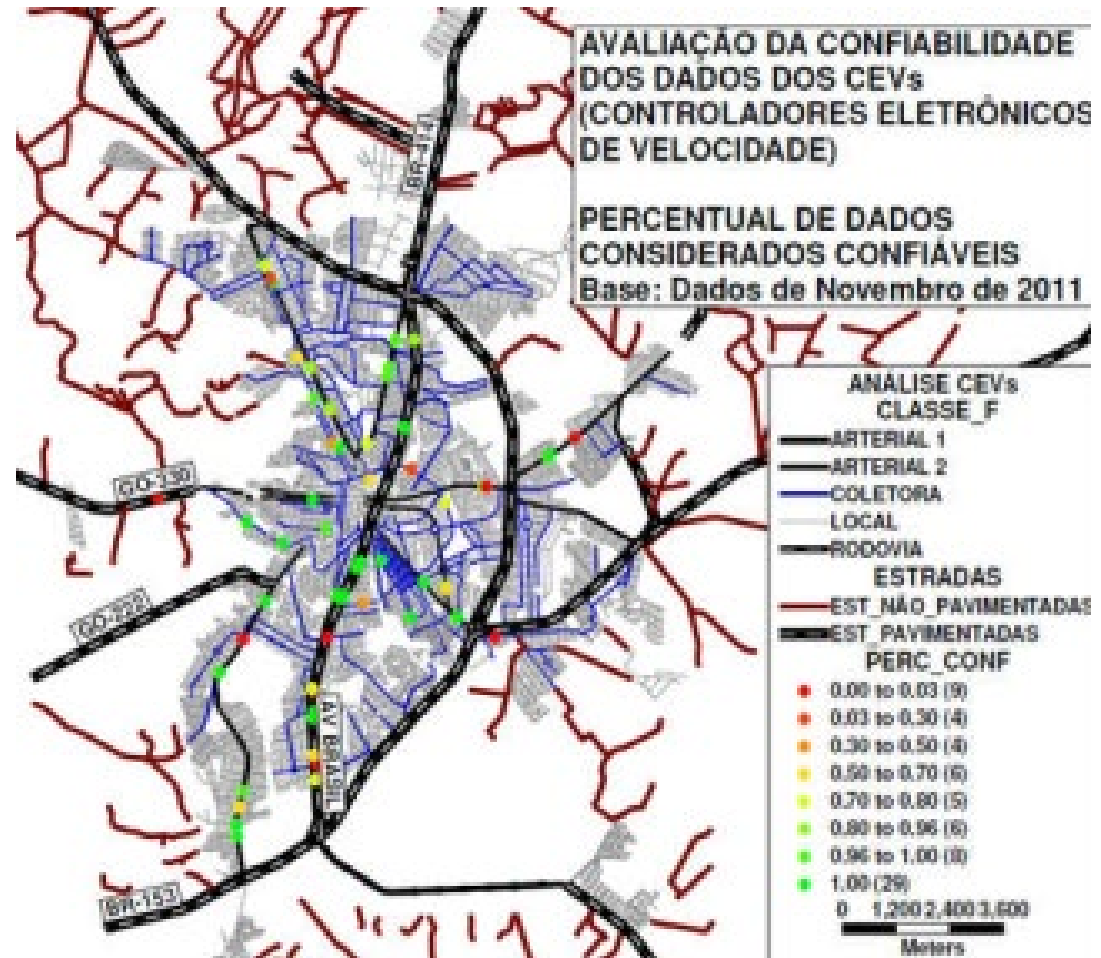 AVALIAÇÃO DA CONFIABILIDADE
DOS DADOS DOS CEVs
(CONTROLADORES ELETRÔNICOS
DE VELOCIDADE)
PERCENTUAL DE DADOS
CONSIDERADOS CONFIÁVEIS
Base: Dados de Novembro de 2011
BR-414
GO-330
GO-222
AV BRASIL
BR-153
ANALISE CEVs
CLASSE_F
ARTERIAL 1
ARTERIAL 2
COLETORA
LOCAL
RODOVIA
ESTRADAS
EST_NÃO_PAVIMENTADAS
EST_PAVIMENTADAS
PERC_CONF
0.00 to 0.03 (9)
0.03 to 0.30 (4)
0.30 to 0.50 (4)
0.50 to 0.70 (6)
0.70 to 0.80 (5)
0.80 to 0.96 (6)
0.96 to 1.00 (8)
1.00 (29)
0 1,200 2,400 3,600
Meters